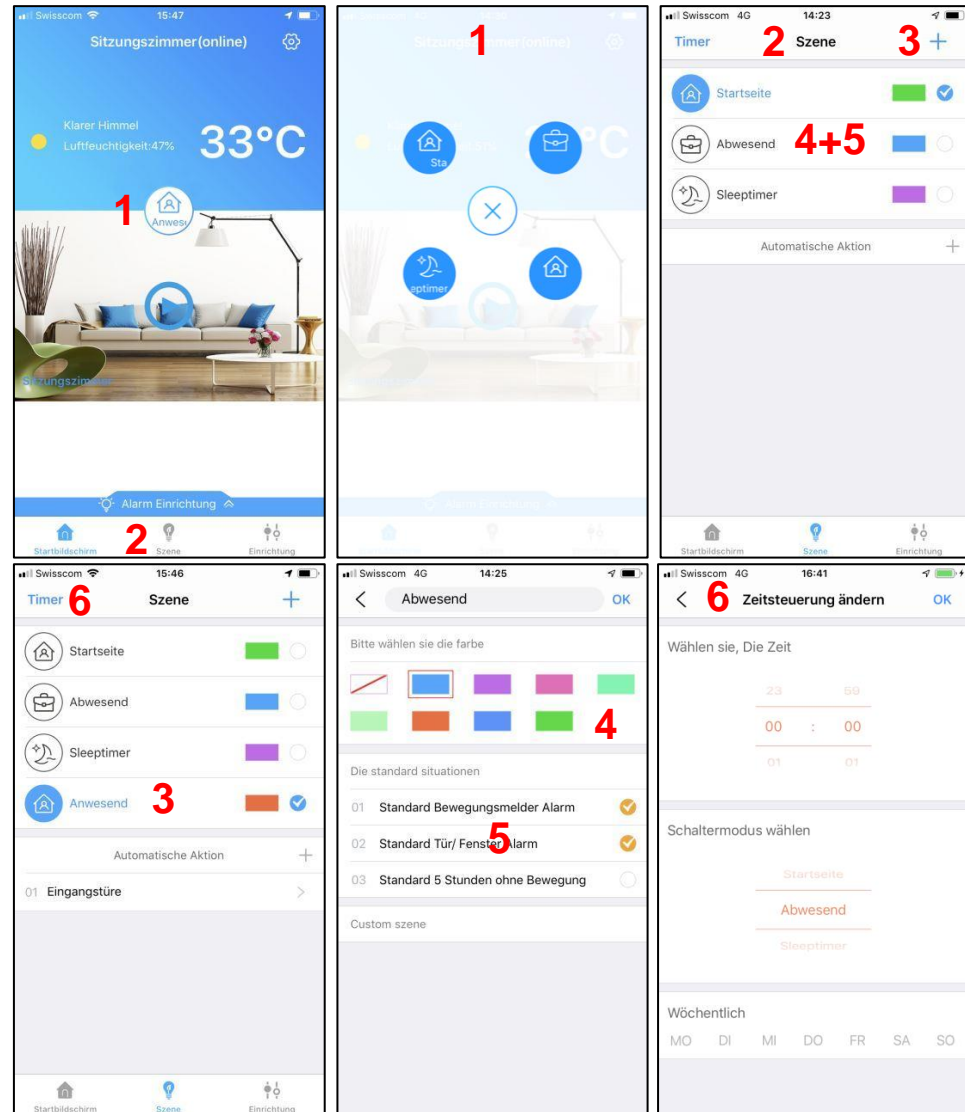 Swisscom 15:47
Sitzungszimmer(online)
Klarer Himmel
Luftfeuchtigkeit:47%
33°C
1
Anwes
Sitzungszimmer
Alarm Einrichtung
2
Startbildschirm Szene Einrichtung
1
Sitzungszimmer(online)
Sta
eptimer
Alarm Einrichtung
Swisscom 4G 14:23
Timer 2 Szene 3 +
Startseite
Abwesend 4+5
Sleeptimer
Automatische Aktion +
Startbildschirm Szene Einrichtung
Swisscom 15:46
Timer 6 Szene +
Startseite
Abwesend
Sleeptimer
Anwesend 3
Automatische Aktion +
01 Eingangstüre >
Startbildschirm Szene Einrichtung
Swisscom 4G 14:25
< Abwesend OK
Bitte wählen sie die farbe
4
Die standard situationen
01 Standard Bewegungsmelder Alarm
02 Standard Tür/ Fenster Alarm
5
03 Standard 5 Stunden ohne Bewegung
Custom szene
Swisscom 4G 16:41
< 6 Zeitsteuerung ändern OK
Wählen sie, Die Zeit
23 59
00 : 00
01 01
Schaltermodus wählen
Startseite
Abwesend
Sleeptimer
Wöchentlich
MO DI MI DO FR SA SO